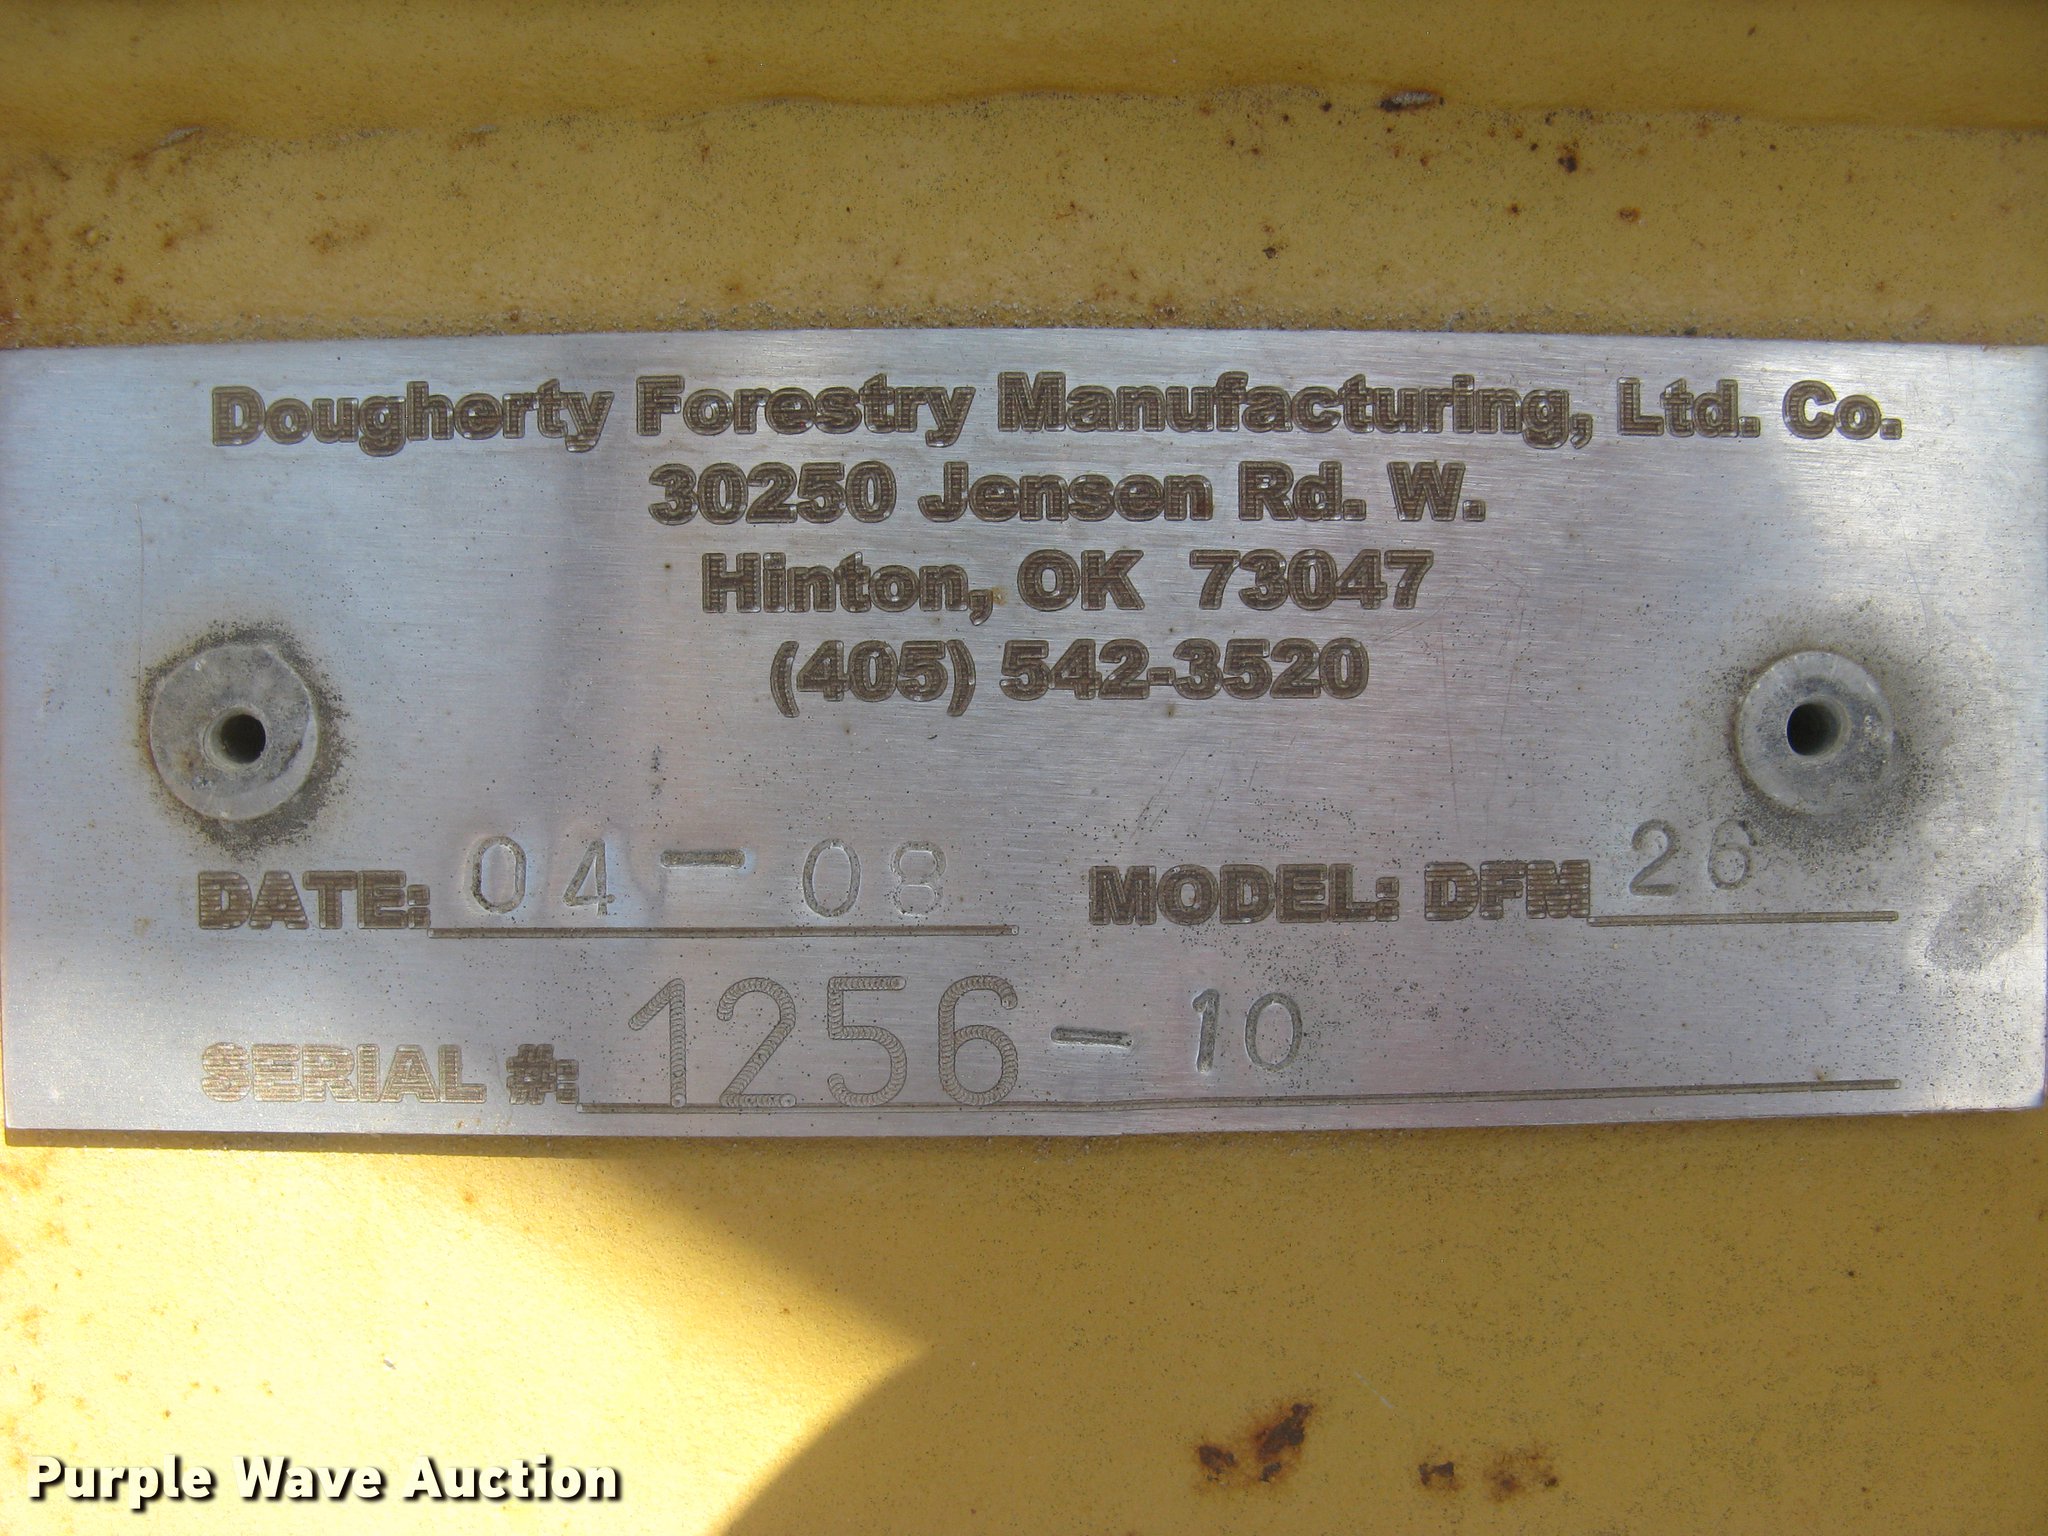 Dougherty Forestry Manufacturing, Ltd. Co.
30250 Jensen Rd. W.
Hinton, OK 73047
(405) 542-3520
DATE: 04-08 MODEL: DFM 26
SERIAL #: 1256-10
Purple Wave Auction